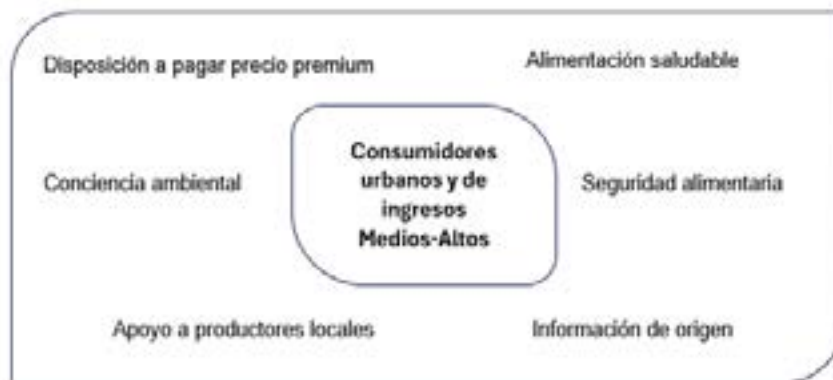 Disposición a pagar precio premium
Alimentación saludable
Conciencia ambiental
Consumidores
urbanos y de
ingresos
Medios-Altos
Seguridad alimentaria
Apoyo a productores locales
Información de origen